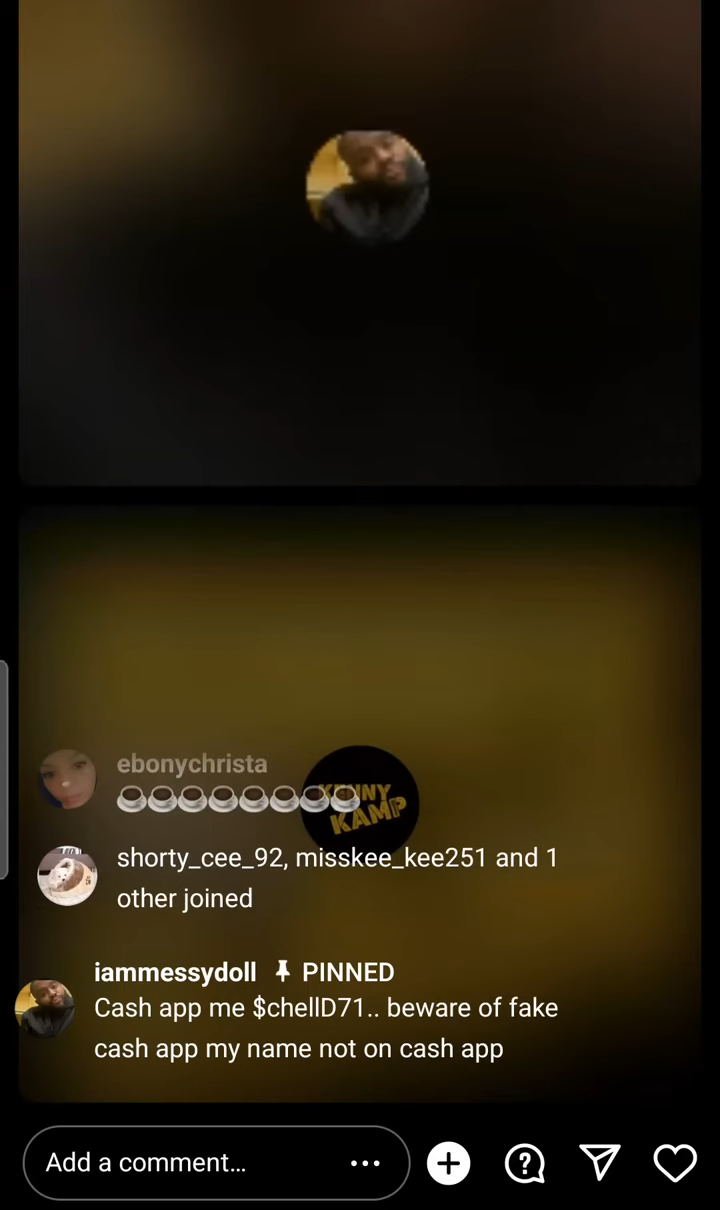 ebonychrista
☕☕☕☕☕☕☕☕
KENNY
KAMP
shorty_cee_92, misskee_kee251 and 1
other joined
iammessydoll 📌 PINNED
Cash app me $chellD71.. beware of fake
cash app my name not on cash app
Add a comment...